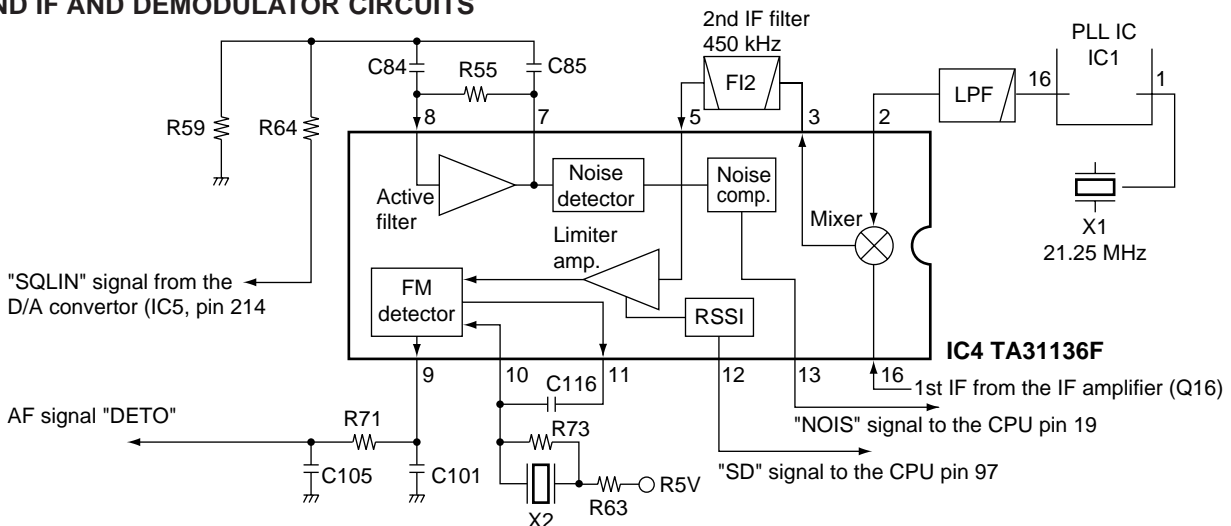 ND IF AND DEMODULATOR CIRCUITS
2nd IF filter
450 kHz
PLL IC
IC1
C84
R55
C85
FI2
LPF
16
1
R59
R64
8
7
5
3
2
Active
filter
Noise
detector
Noise
comp.
Mixer
X1
21.25 MHz
Limiter
amp.
"SQLIN" signal from the
D/A convertor (IC5, pin 214
FM
detector
RSSI
IC4 TA31136F
9
10
11
12
13
16
1st IF from the IF amplifier (Q16)
C116
AF signal "DETO"
R71
R73
"NOIS" signal to the CPU pin 19
C105
C101
"SD" signal to the CPU pin 97
R63
R5V
X2